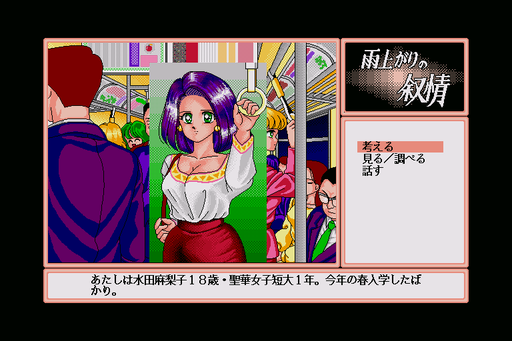 雨上がりの
叙情
考える
見る／調べる
話す
あたしは水田麻梨子１８歳・聖華女子短大１年。今年の春入学したば
かり。